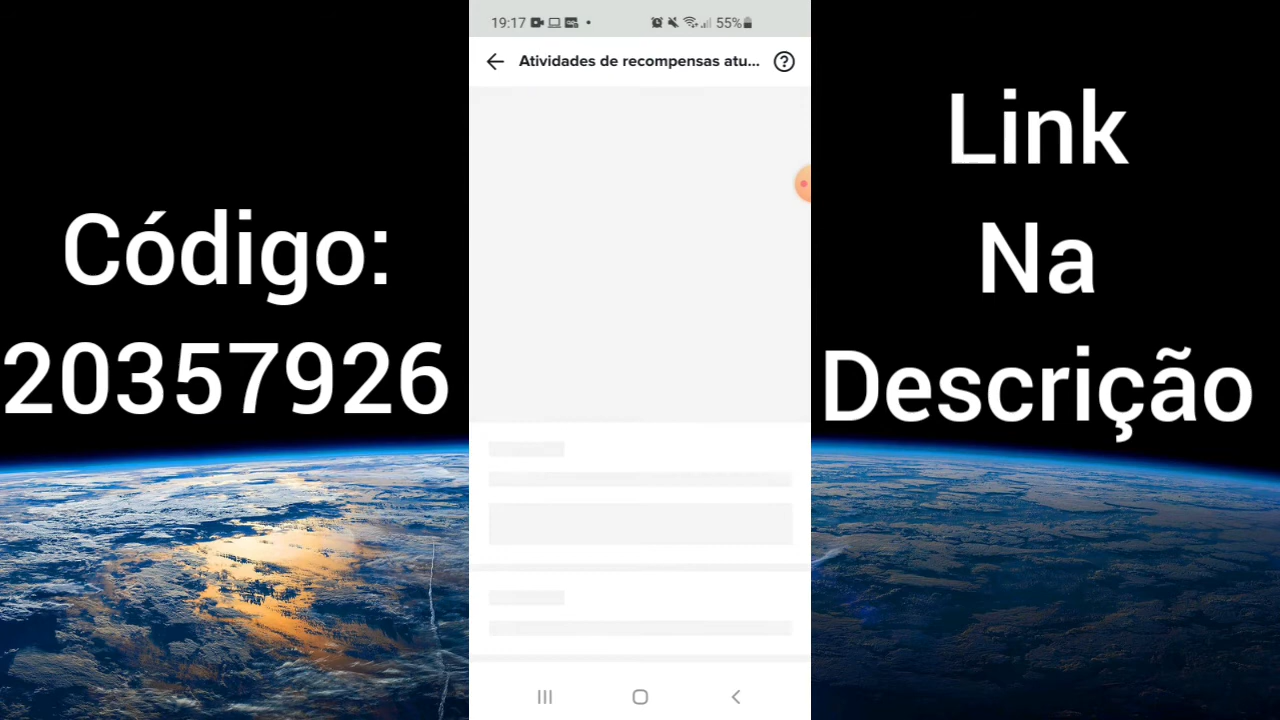 Código:
20357926
19:17
55%
Atividades de recompensas atu...
Link
Na
Descrição